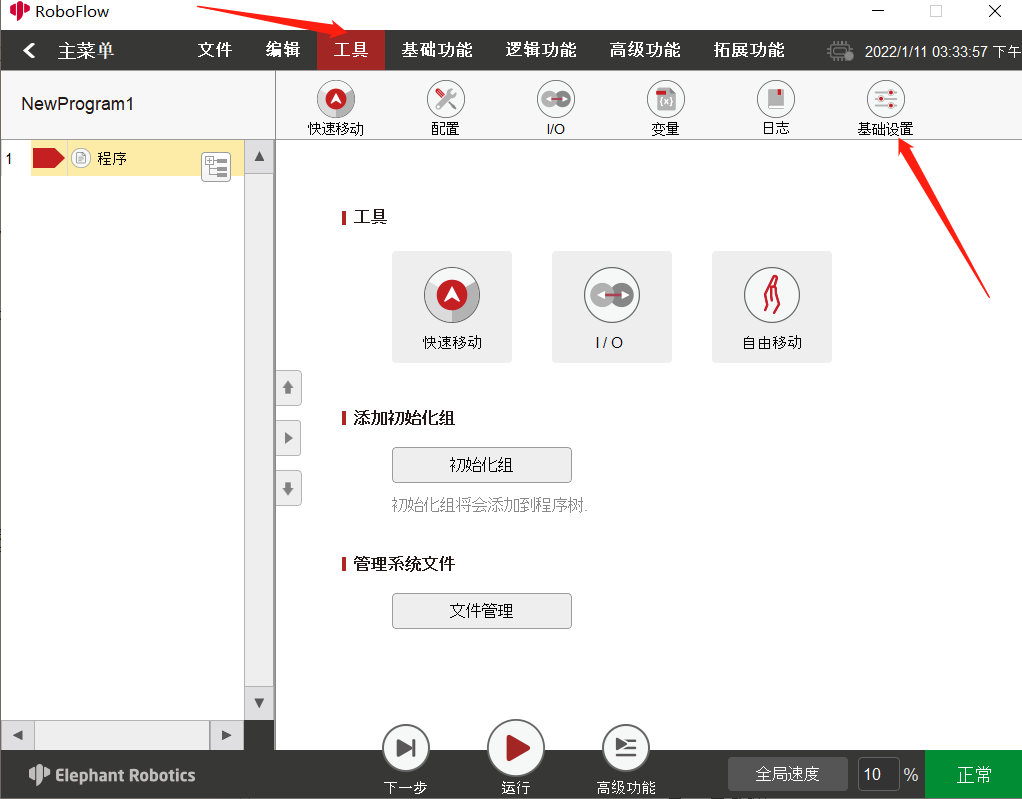 RoboFlow
主菜单 文件 编辑 工具 基础功能 逻辑功能 高级功能 拓展功能 2022/1/11 03:33:57 下午
NewProgram1
快速移动 配置 I/O 变量 日志 基础设置
1 程序
工具
快速移动 I / O 自由移动
添加初始化组
初始化组
初始化组将会添加到程序树.
管理系统文件
文件管理
下一步 运行 高级功能
Elephant Robotics
全局速度 10 % 正常